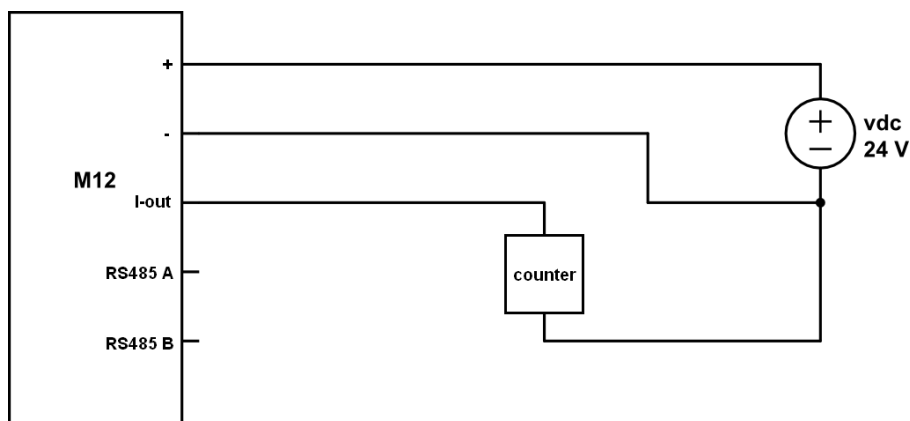 +
-
M12
I-out
RS485 A
RS485 B
counter
+
−
vdc
24 V